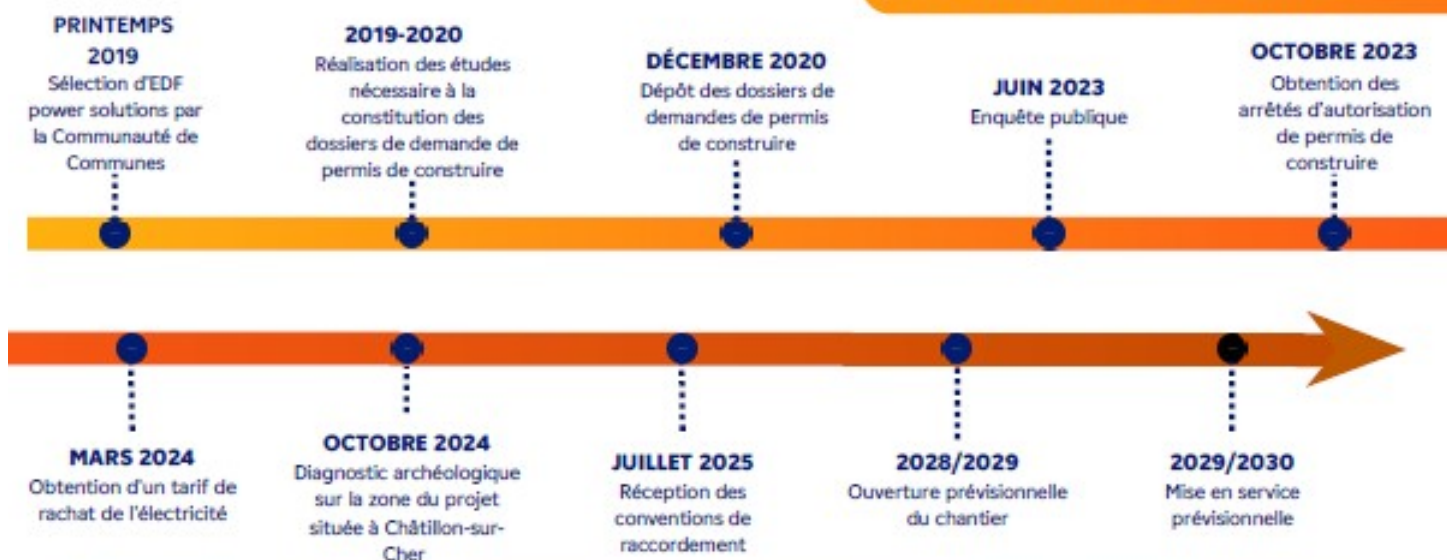 PRINTEMPS
2019
Sélection d'EDF
power solutions par
la Communauté de
Communes
2019-2020
Réalisation des études
nécessaire à la
constitution des
dossiers de demande de
permis de construire
DÉCEMBRE 2020
Dépôt des dossiers de
demandes de permis
de construire
JUIN 2023
Enquête publique
OCTOBRE 2023
Obtention des
arrêtés d'autorisation
de permis de
construire
MARS 2024
Obtention d'un tarif de
rachat de l'électricité
OCTOBRE 2024
Diagnostic archéologique
sur la zone du projet
située à Châtillon-sur-
Cher
JUILLET 2025
Réception des
conventions de
raccordement
2028/2029
Ouverture prévisionnelle
du chantier
2029/2030
Mise en service
prévisionnelle